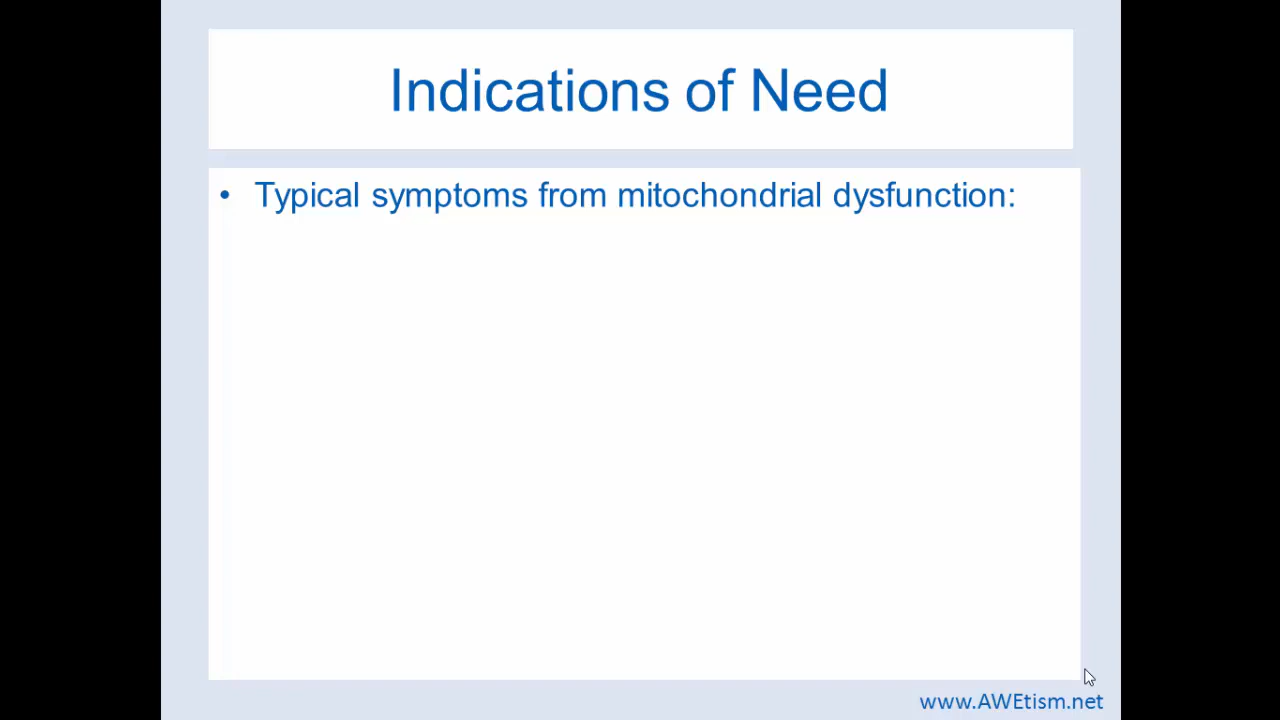 Indications of Need
• Typical symptoms from mitochondrial dysfunction:
www.AWEtism.net